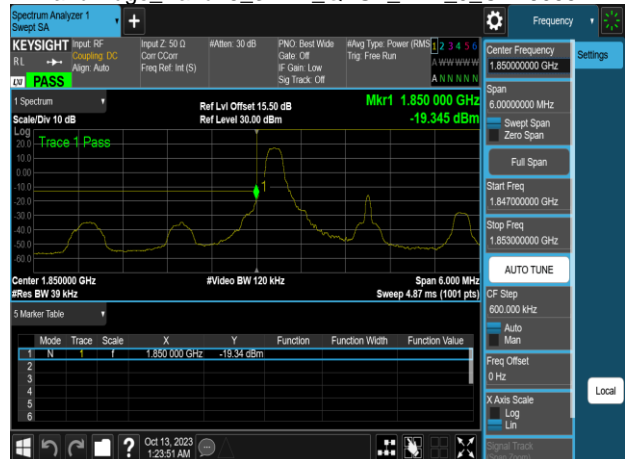 Spectrum Analyzer 1
Swept SA
Frequency
KEYSIGHT
RL
Input: RF
Coupling: DC
Align: Auto
Input Z: 50 Ω
Corr CCorr
Freq Ref: Int (S)
#Atten: 30 dB
PNO: Best Wide
Gate: Off
IF Gain: Low
Sig Track: Off
#Avg Type: Power (RMS
Trig: Free Run
1 2 3 4 5 6
A W W W W W
A N N N N N
LXI PASS
1 Spectrum
Scale/Div 10 dB
Ref Lvl Offset 15.50 dB
Ref Level 30.00 dBm
Mkr1 1.850 000 GHz
-19.345 dBm
Log
Trace 1 Pass
20.0
10.0
0.00
-10.0
-20.0
-30.0
-40.0
-50.0
-60.0
1
Center 1.850000 GHz
#Res BW 39 kHz
#Video BW 120 kHz
Span 6.000 MHz
Sweep 4.87 ms (1001 pts)
5 Marker Table
Mode Trace Scale X Y Function Function Width Function Value
1 N 1 f 1.850 000 GHz -19.34 dBm
2
3
4
5
6
Oct 13, 2023
1:23:51 AM
Center Frequency
1.850000000 GHz
Settings
Span
6.00000000 MHz
Swept Span
Zero Span
Full Span
Start Freq
1.847000000 GHz
Stop Freq
1.853000000 GHz
AUTO TUNE
CF Step
600.000 kHz
Auto
Man
Freq Offset
0 Hz
X Axis Scale
Log
Lin
Signal Track
(Span Zoom)
Local